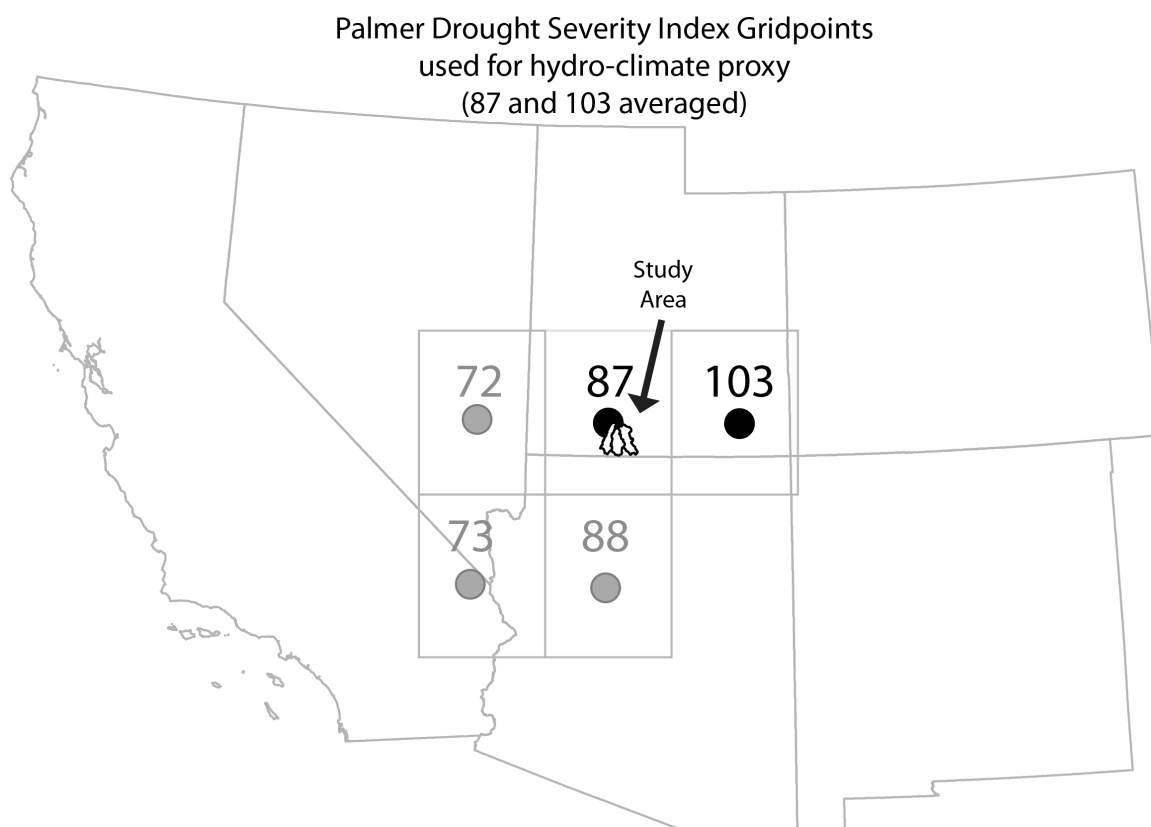 Palmer Drought Severity Index Gridpoints
used for hydro-climate proxy
(87 and 103 averaged)
Study
Area
72
87
103
73
88